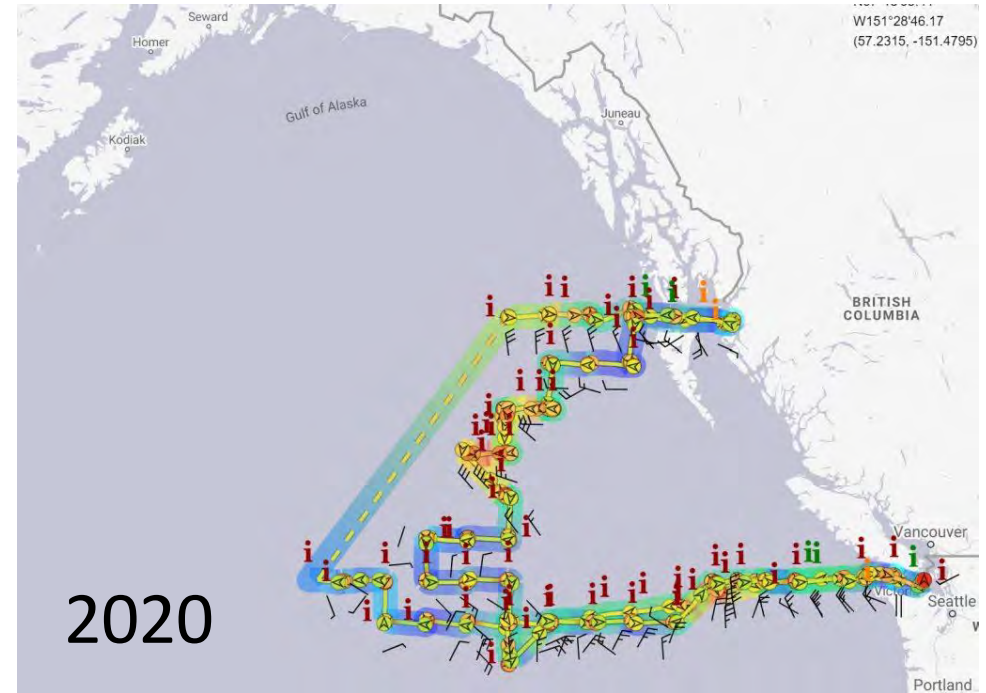 Seward
W151°28'46.17
(57.2315, -151.4795)
Homer
Gulf of Alaska
Juneau
Kodiak
BRITISH
COLUMBIA
Vancouver
Victor
Seattle
2020
W
Portland